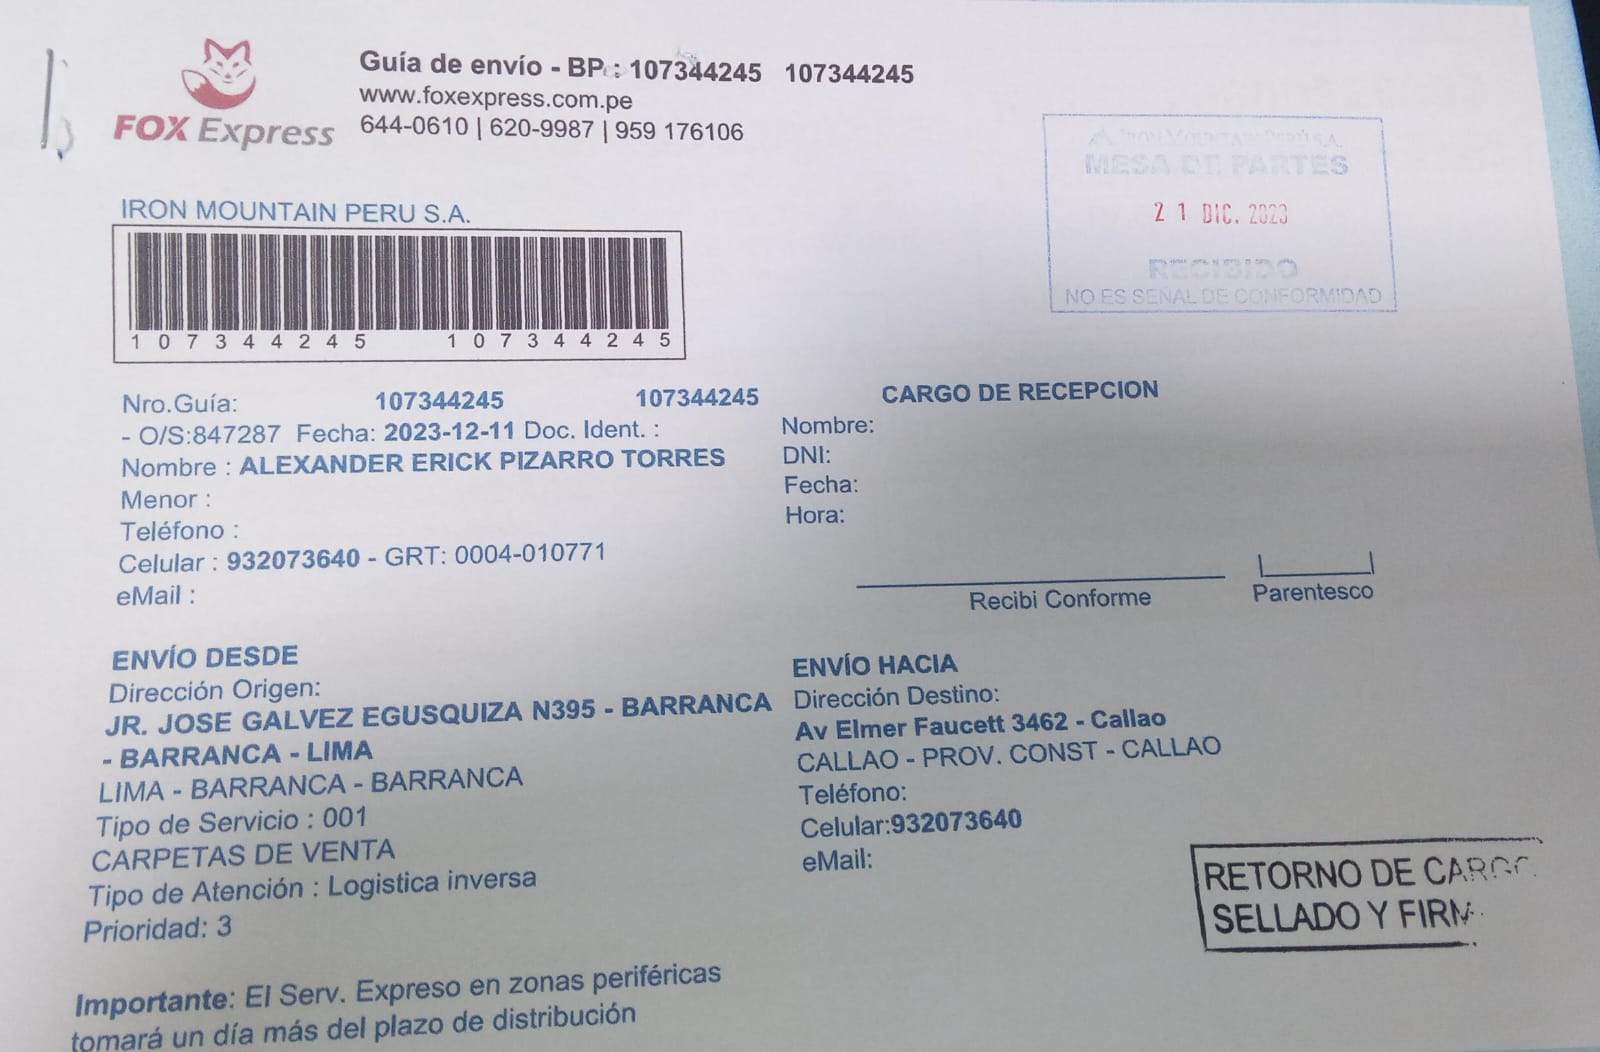 FOX Express
Guía de envío - BP : 107344245 107344245
www.foxexpress.com.pe
644-0610 | 620-9987 | 959 176106
IRON MOUNTAIN PERU S.A.
MESA DE PARTES
21 DIC. 2023
RECIBIDO
NO ES SEÑAL DE CONFORMIDAD
IRON MOUNTAIN PERU S.A.
107344245 107344245
Nro.Guía: 107344245 107344245
- O/S:847287 Fecha: 2023-12-11 Doc. Ident. :
Nombre : ALEXANDER ERICK PIZARRO TORRES
Menor :
Teléfono :
Celular : 932073640 - GRT: 0004-010771
eMail :
CARGO DE RECEPCION
Nombre:
DNI:
Fecha:
Hora:
Recibi Conforme
Parentesco
ENVÍO DESDE
Dirección Origen:
JR. JOSE GALVEZ EGUSQUIZA N395 - BARRANCA
- BARRANCA - LIMA
LIMA - BARRANCA - BARRANCA
Tipo de Servicio : 001
CARPETAS DE VENTA
Tipo de Atención : Logistica inversa
Prioridad: 3
ENVÍO HACIA
Dirección Destino:
Av Elmer Faucett 3462 - Callao
CALLAO - PROV. CONST - CALLAO
Teléfono:
Celular:932073640
eMail:
RETORNO DE CARGO
SELLADO Y FIRM
Importante: El Serv. Expreso en zonas periféricas
tomará un día más del plazo de distribución